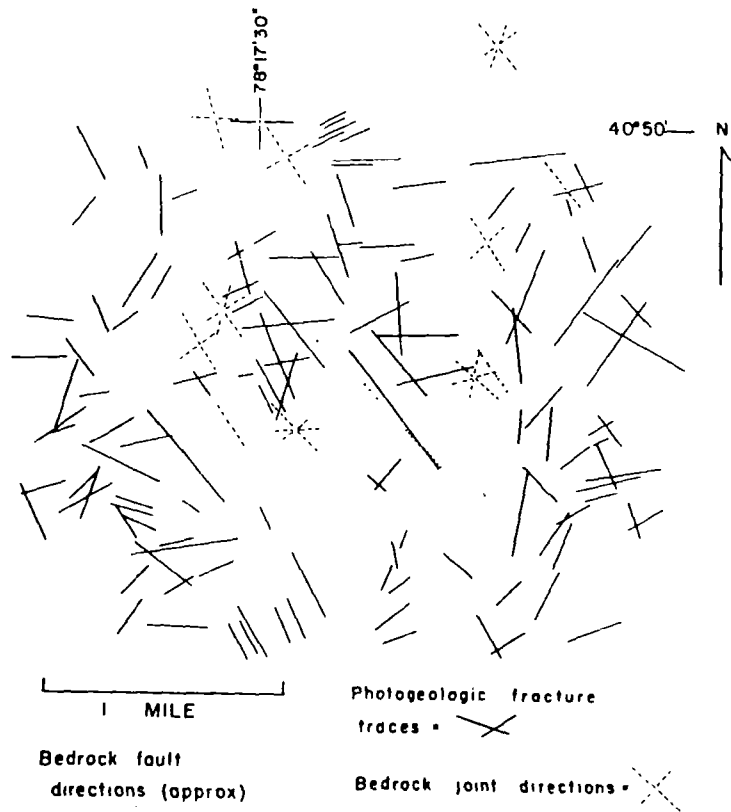 78°17'30"
40°50'
N
1 MILE
Photogeologic fracture
traces =
Bedrock fault
directions (approx)
Bedrock joint directions =